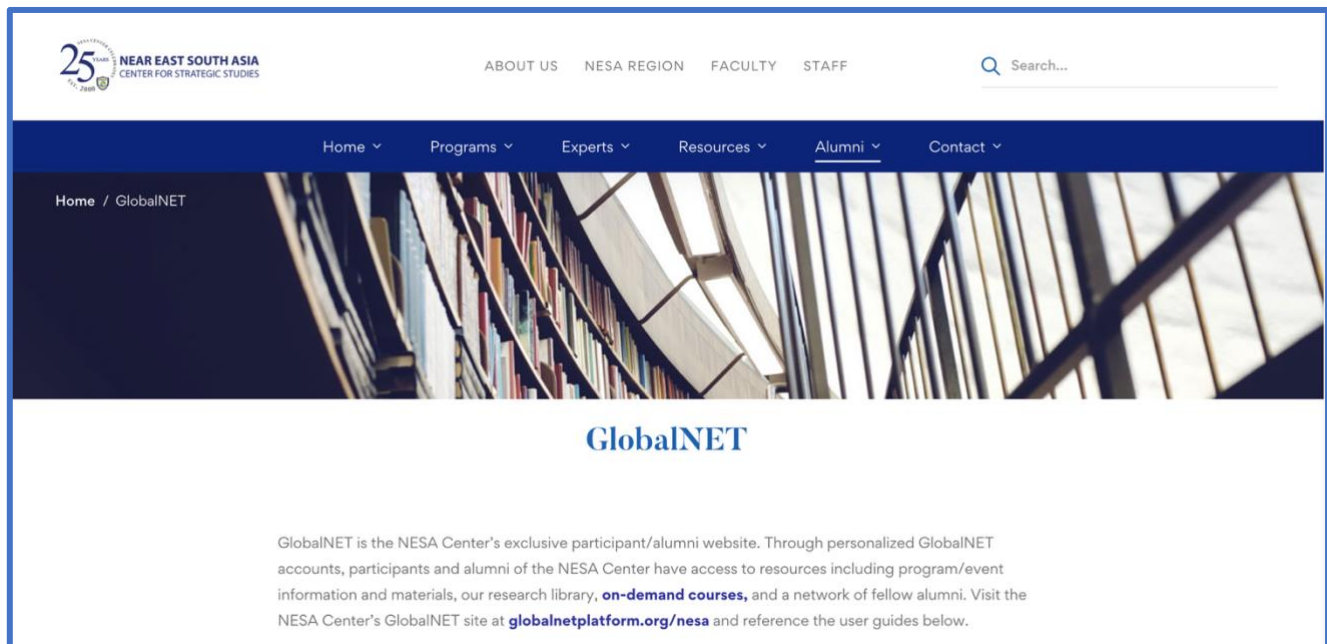 25 YEARS
EST. 2000
NEAR EAST SOUTH ASIA
CENTER FOR STRATEGIC STUDIES
ABOUT US NESA REGION FACULTY STAFF
Search...
Home Programs Experts Resources Alumni Contact
Home / GlobalNET
GlobalNET
GlobalNET is the NESA Center’s exclusive participant/alumni website. Through personalized GlobalNET
accounts, participants and alumni of the NESA Center have access to resources including program/event
information and materials, our research library, on-demand courses, and a network of fellow alumni. Visit the
NESA Center’s GlobalNET site at globalnetplatform.org/nesa and reference the user guides below.